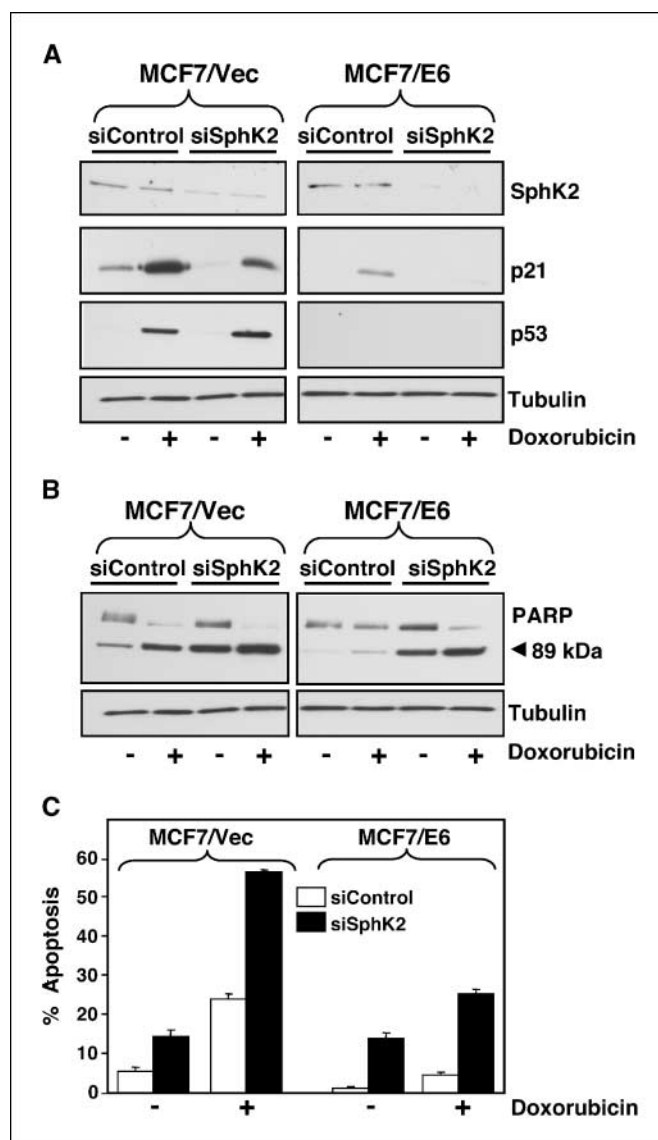 A
MCF7/Vec MCF7/E6
siControl siSphK2 siControl siSphK2
SphK2
p21
p53
Tubulin
- + - + - + - + Doxorubicin
B
MCF7/Vec MCF7/E6
siControl siSphK2 siControl siSphK2
PARP
◄ 89 kDa
Tubulin
- + - + - + - + Doxorubicin
C
MCF7/Vec MCF7/E6
60
50
40
30
20
10
0
% Apoptosis
siControl
siSphK2
- + - + Doxorubicin